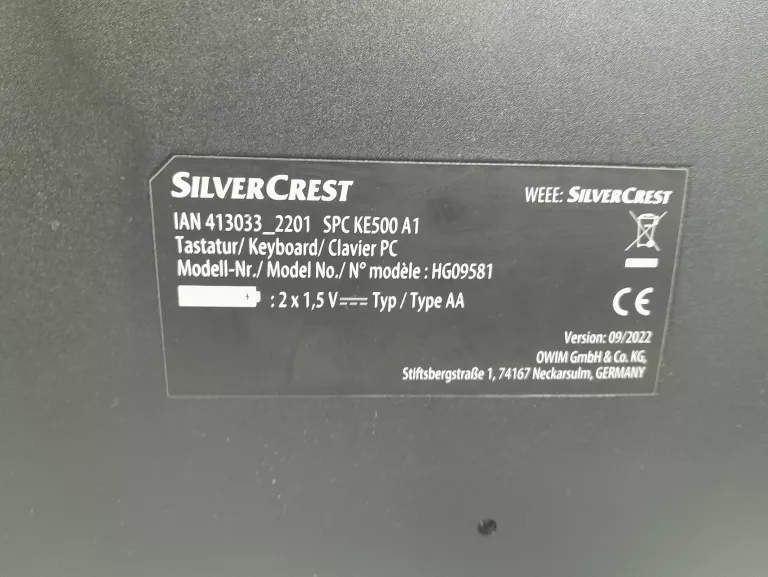 SILVERCREST
WEEE: SILVERCREST
IAN 413033_2201 SPC KE500 A1
Tastatur/ Keyboard/ Clavier PC
Modell-Nr./ Model No./ N° modèle : HG09581
: 2 x 1,5 V⎓ Typ / Type AA
CE
Version: 09/2022
OWIM GmbH & Co. KG,
Stiftsbergstraße 1, 74167 Neckarsulm, GERMANY